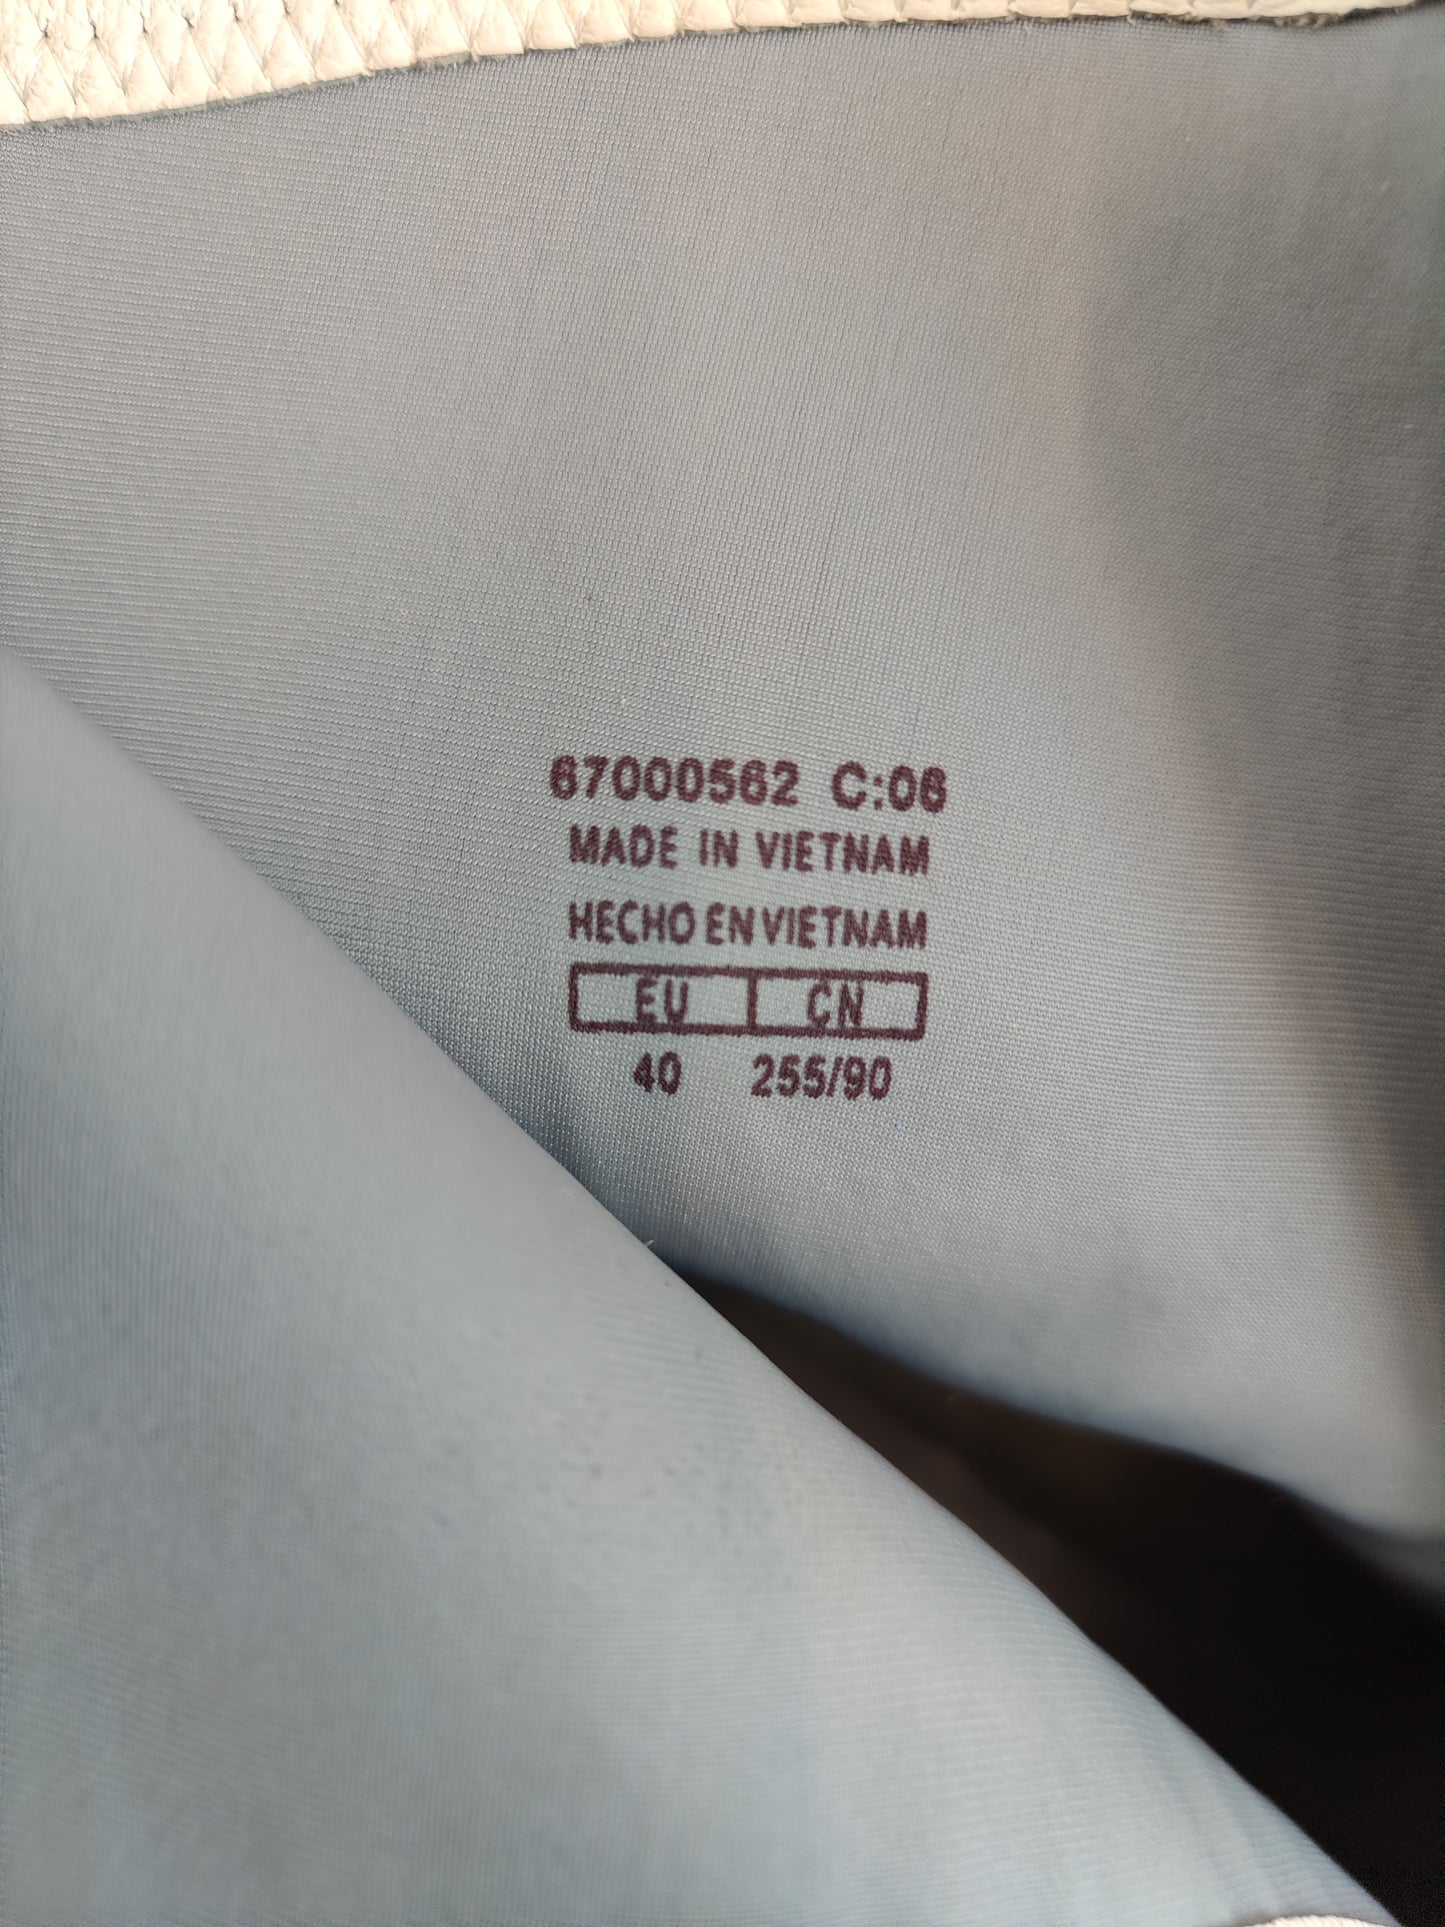 67000562 C:06
MADE IN VIETNAM
HECHO EN VIETNAM
EU CN
40 255/90